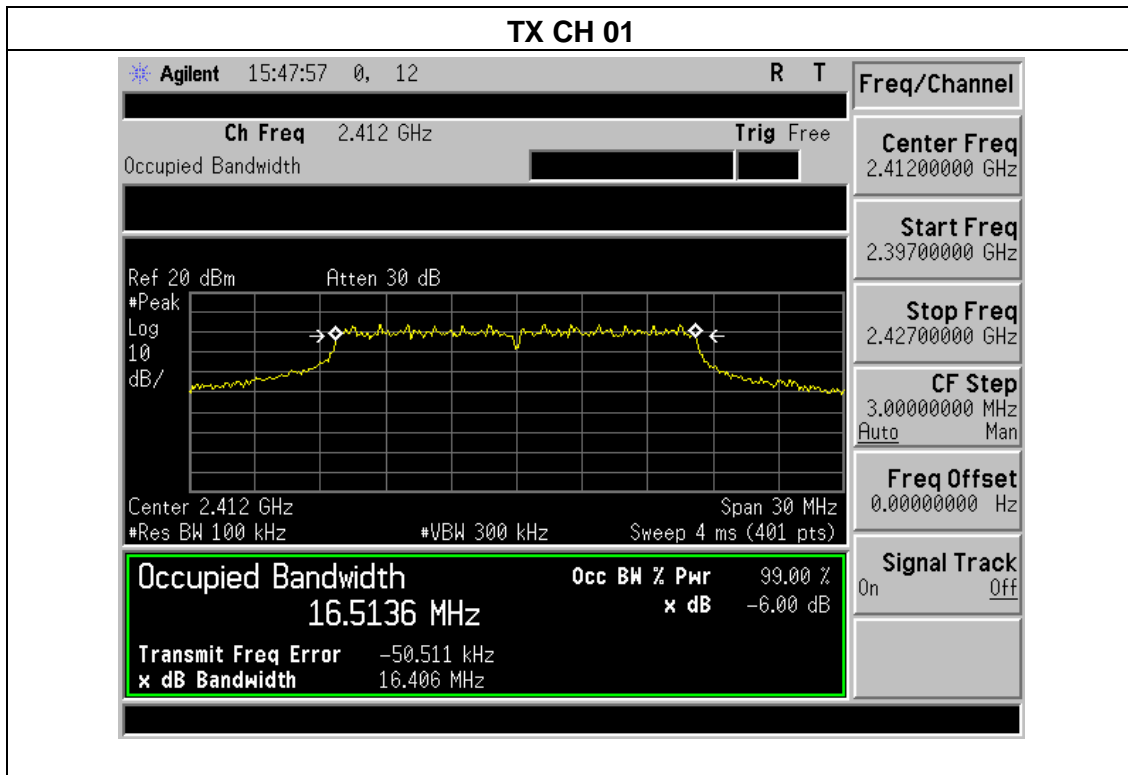 TX CH 01
Agilent 15:47:57 0, 12 R T
Freq/Channel
Ch Freq 2.412 GHz Trig Free
Occupied Bandwidth
Center Freq
2.41200000 GHz
Start Freq
2.39700000 GHz
Stop Freq
2.42700000 GHz
CF Step
3.00000000 MHz
Auto Man
Freq Offset
0.00000000 Hz
Signal Track
On Off
Ref 20 dBm Atten 30 dB
#Peak
Log
10
dB/
Center 2.412 GHz Span 30 MHz
#Res BW 100 kHz #VBW 300 kHz Sweep 4 ms (401 pts)
Occupied Bandwidth Occ BW % Pwr 99.00 %
16.5136 MHz x dB -6.00 dB
Transmit Freq Error -50.511 kHz
x dB Bandwidth 16.406 MHz